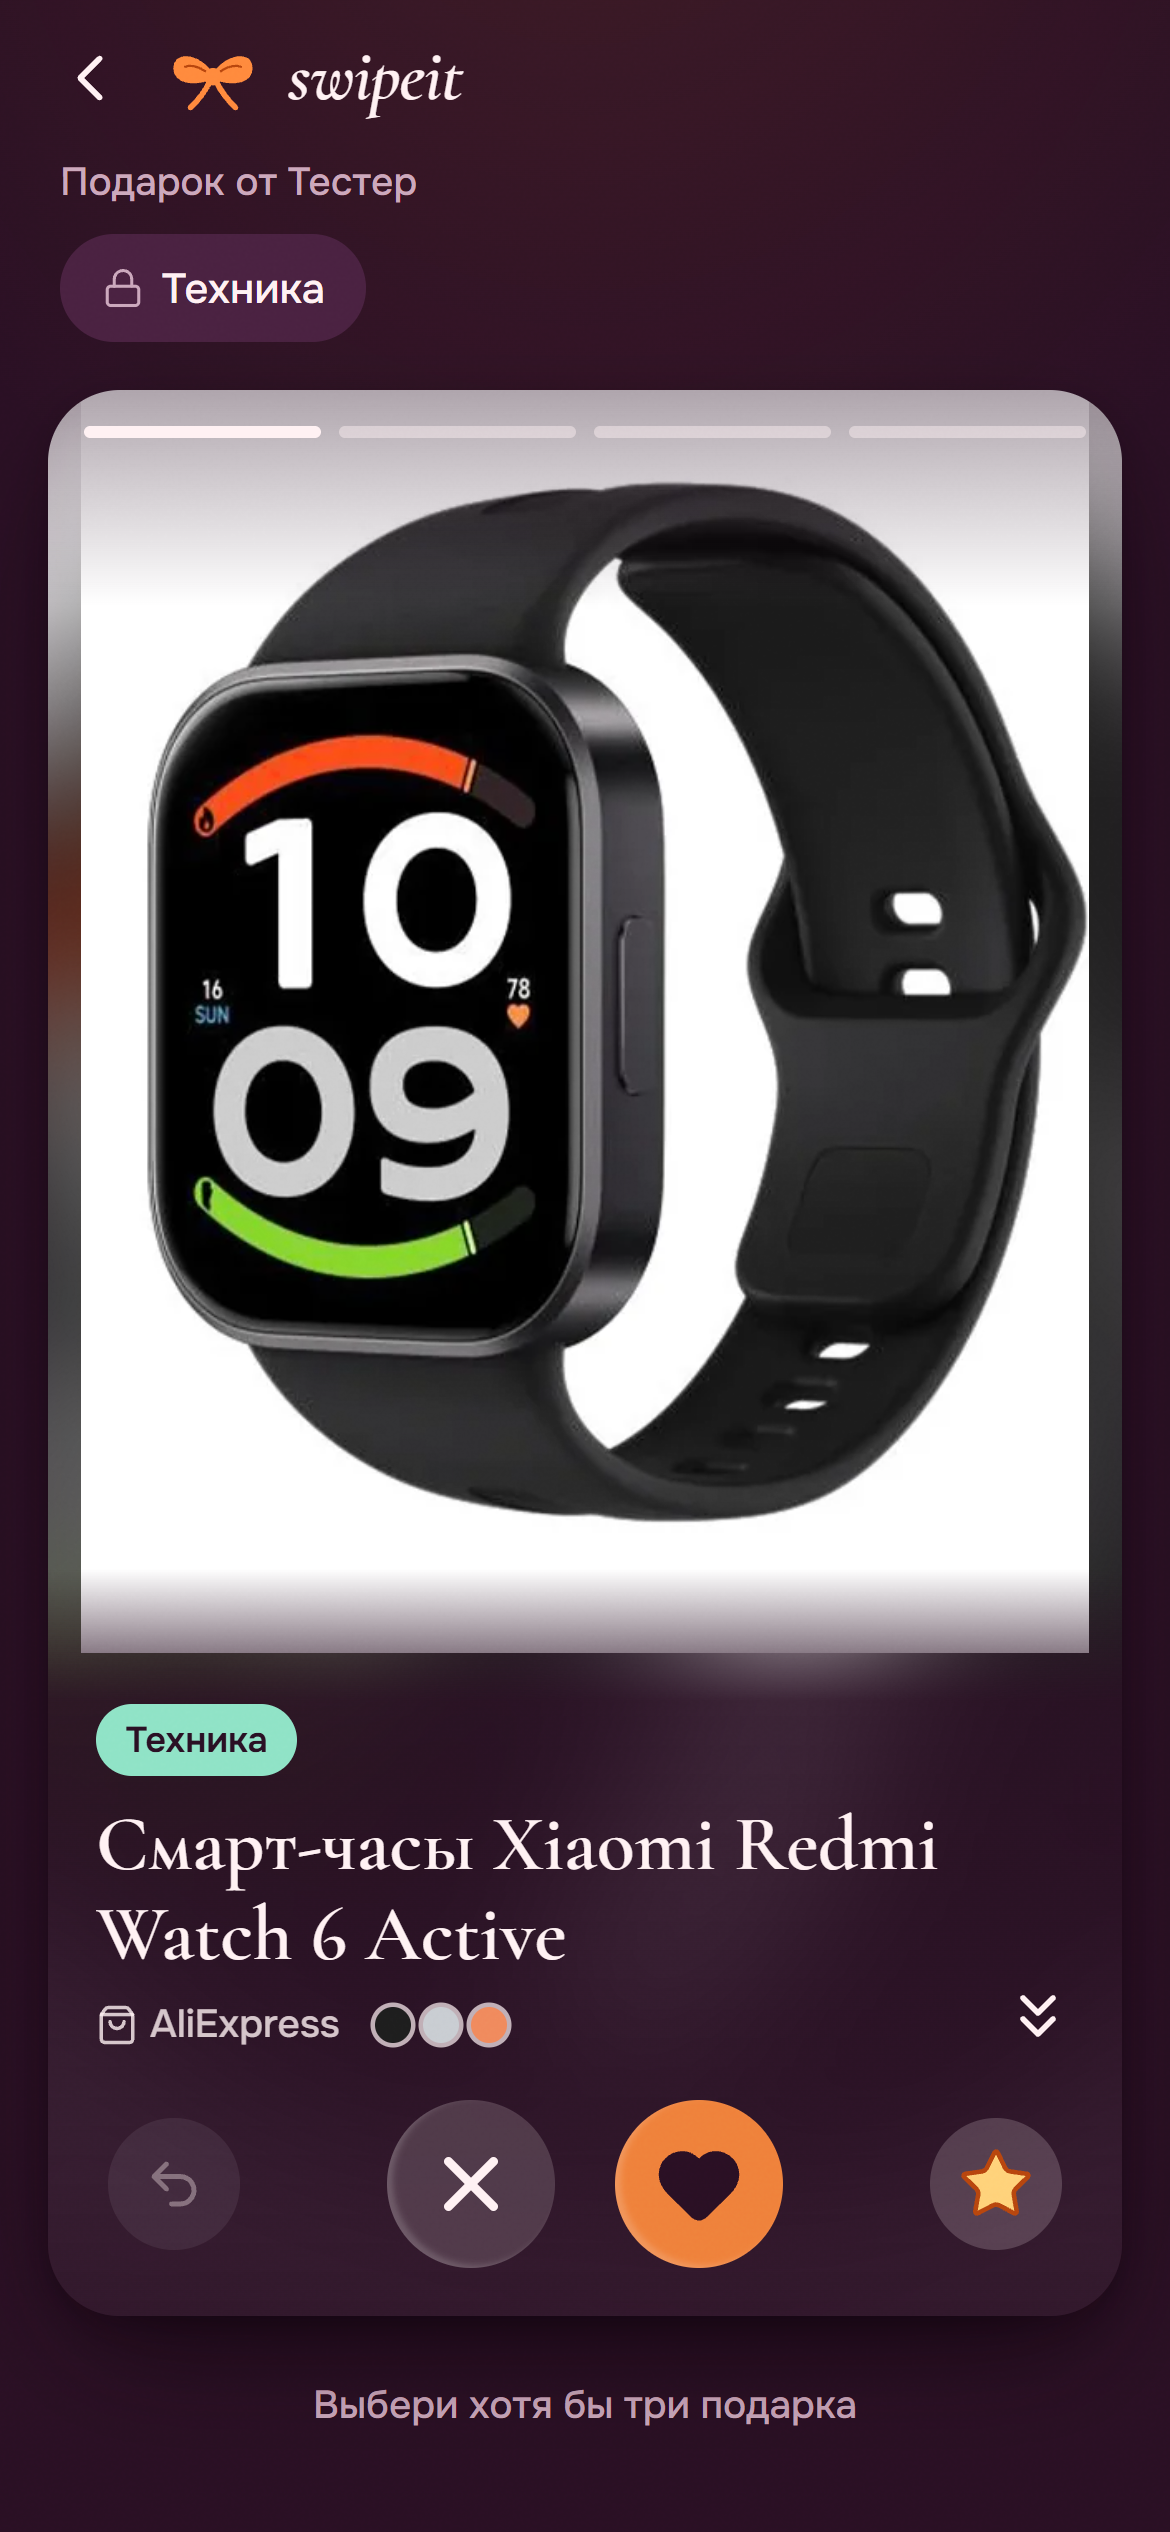 swipeit
Подарок от Тестер
Техника
10
16
SUN
78
09
Техника
Смарт-часы Xiaomi Redmi
Watch 6 Active
AliExpress
Выбери хотя бы три подарка